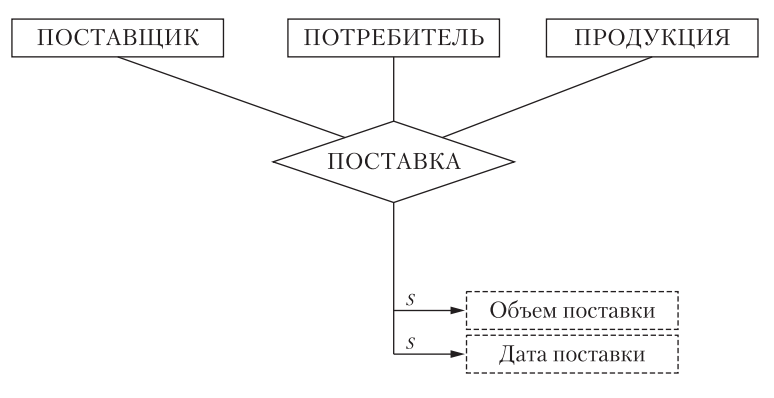 ПОСТАВЩИК
ПОТРЕБИТЕЛЬ
ПРОДУКЦИЯ
ПОСТАВКА
S
Объем поставки
S
Дата поставки